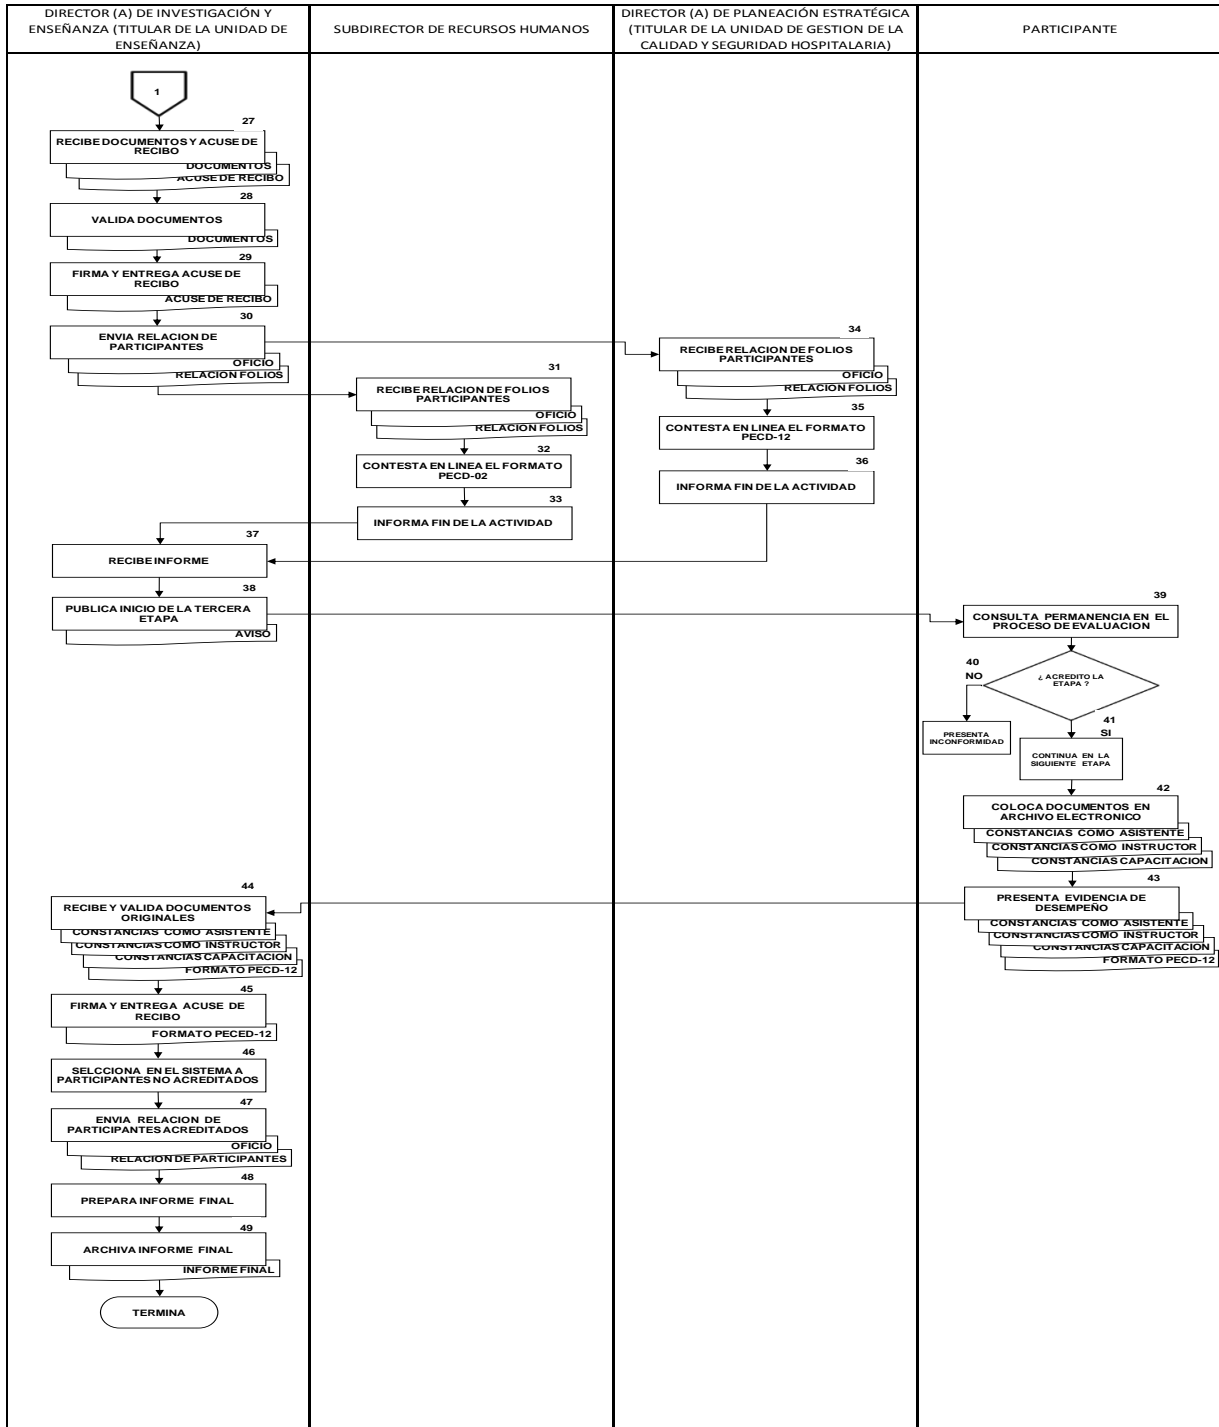 DIRECTOR (A) DE INVESTIGACIÓN Y
ENSEÑANZA (TITULAR DE LA UNIDAD DE
ENSEÑANZA)
SUBDIRECTOR DE RECURSOS HUMANOS
DIRECTOR (A) DE PLANEACIÓN ESTRATÉGICA
(TITULAR DE LA UNIDAD DE GESTION DE LA
CALIDAD Y SEGURIDAD HOSPITALARIA)
PARTICIPANTE
1
27
RECIBE DOCUMENTOS Y ACUSE DE
RECIBO
DOCUMENTOS
ACUSE DE RECIBO
28
VALIDA DOCUMENTOS
DOCUMENTOS
29
FIRMA Y ENTREGA ACUSE DE
RECIBO
ACUSE DE RECIBO
30
ENVIA RELACION DE
PARTICIPANTES
OFICIO
RELACION FOLIOS
31
RECIBE RELACION DE FOLIOS
PARTICIPANTES
OFICIO
RELACION FOLIOS
32
CONTESTA EN LINEA EL FORMATO
PECD-02
33
INFORMA FIN DE LA ACTIVIDAD
34
RECIBE RELACION DE FOLIOS
PARTICIPANTES
OFICIO
RELACION FOLIOS
35
CONTESTA EN LINEA EL FORMATO
PECD-12
36
INFORMA FIN DE LA ACTIVIDAD
37
RECIBE INFORME
38
PUBLICA INICIO DE LA TERCERA
ETAPA
AVISO
39
CONSULTA PERMANENCIA EN EL
PROCESO DE EVALUACION
¿ ACREDITO LA
ETAPA ?
40
NO
PRESENTA
INCONFORMIDAD
41
SI
CONTINUA EN LA
SIGUIENTE ETAPA
42
COLOCA DOCUMENTOS EN
ARCHIVO ELECTRONICO
CONSTANCIAS COMO ASISTENTE
CONSTANCIAS COMO INSTRUCTOR
CONSTANCIAS CAPACITACION
43
PRESENTA EVIDENCIA DE
DESEMPEÑO
CONSTANCIAS COMO ASISTENTE
CONSTANCIAS COMO INSTRUCTOR
CONSTANCIAS CAPACITACION
FORMATO PECD-12
44
RECIBE Y VALIDA DOCUMENTOS
ORIGINALES
CONSTANCIAS COMO ASISTENTE
CONSTANCIAS COMO INSTRUCTOR
CONSTANCIAS CAPACITACION
FORMATO PECD-12
45
FIRMA Y ENTREGA ACUSE DE
RECIBO
FORMATO PECED-12
46
SELCCIONA EN EL SISTEMA A
PARTICIPANTES NO ACREDITADOS
47
ENVIA RELACION DE
PARTICIPANTES ACREDITADOS
OFICIO
RELACION DE PARTICIPANTES
48
PREPARA INFORME FINAL
49
ARCHIVA INFORME FINAL
INFORME FINAL
TERMINA